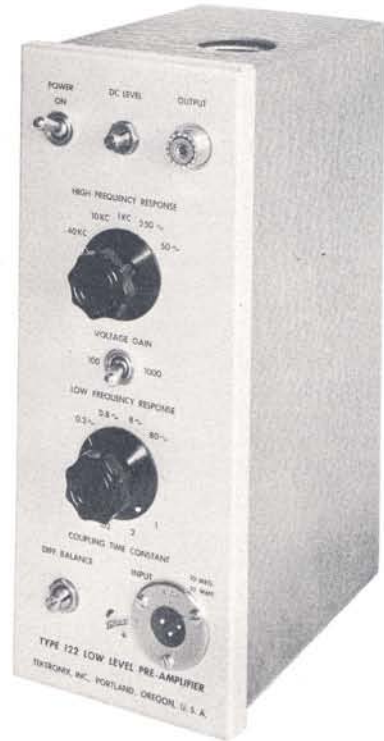 POWER
ON
DC LEVEL
OUTPUT
HIGH FREQUENCY RESPONSE
40KC 10KC 1KC 250~ 50~
VOLTAGE GAIN
100 1000
LOW FREQUENCY RESPONSE
0.2~ 0.8~ 8~ 80~
.02 .2 1
COUPLING TIME CONSTANT
DIFF. BALANCE
INPUT
TYPE 122 LOW LEVEL PRE-AMPLIFIER
TEKTRONIX, INC., PORTLAND, OREGON, U. S. A.